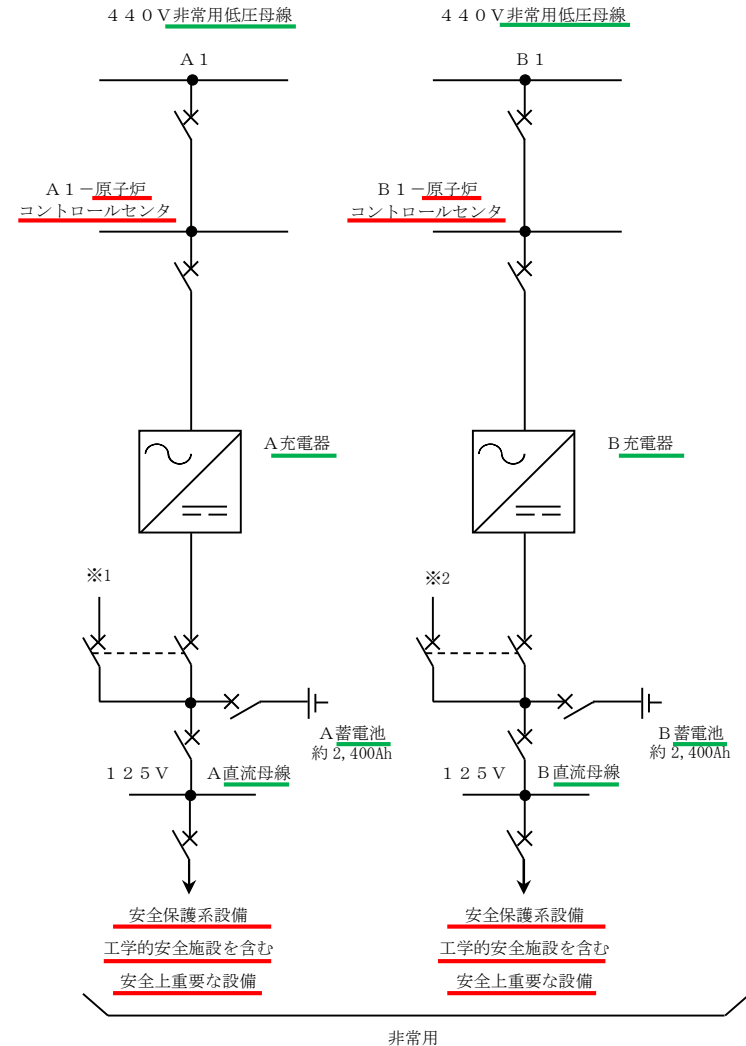 ４４０Ｖ非常用低圧母線
４４０Ｖ非常用低圧母線
Ａ１
Ｂ１
Ａ１－原子炉
コントロールセンタ
Ｂ１－原子炉
コントロールセンタ
Ａ充電器
Ｂ充電器
※1
※2
Ａ蓄電池
約 2,400Ah
Ｂ蓄電池
約 2,400Ah
１２５Ｖ
Ａ直流母線
１２５Ｖ
Ｂ直流母線
安全保護系設備
工学的安全施設を含む
安全上重要な設備
安全保護系設備
工学的安全施設を含む
安全上重要な設備
非常用